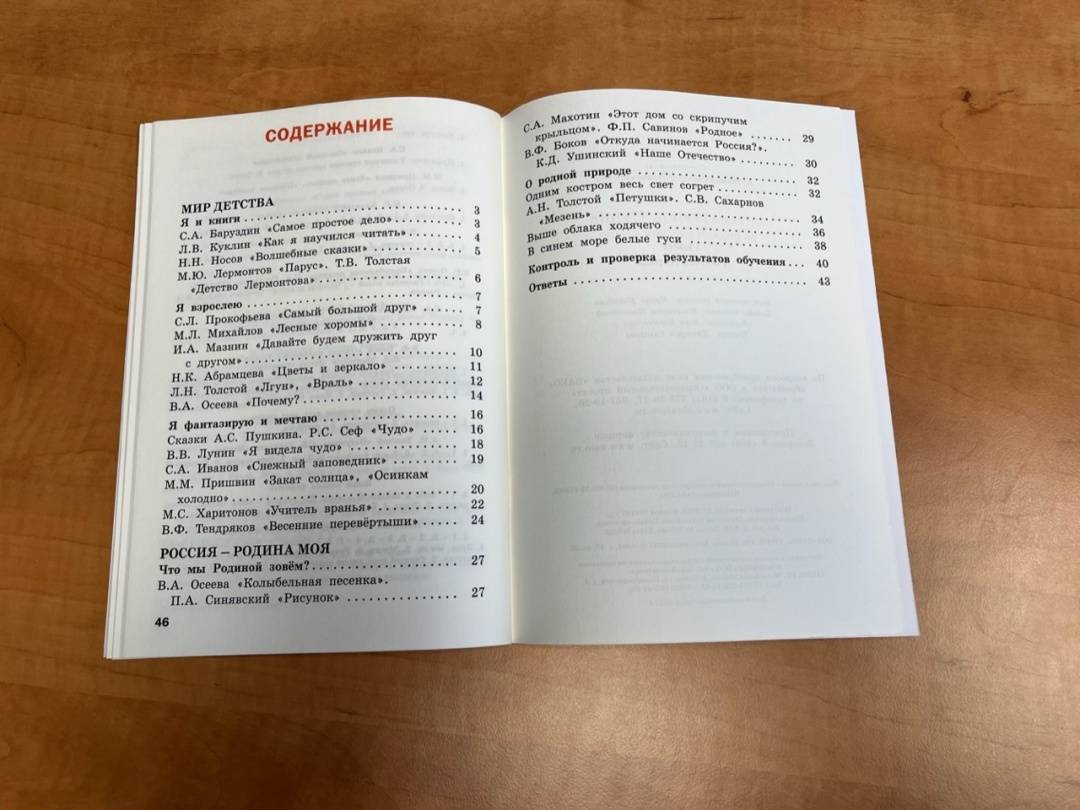 СОДЕРЖАНИЕ
МИР ДЕТСТВА
Я и книги ........ 3
С.А. Баруздин «Самое простое дело» ........ 3
Л.В. Куклин «Как я научился читать» ........ 4
Н.Н. Носов «Волшебные сказки» ........ 5
М.Ю. Лермонтов «Парус». Т.В. Толстая
«Детство Лермонтова» ........ 6
Я взрослею ........ 7
С.Л. Прокофьева «Самый большой друг» ........ 7
М.Л. Михайлов «Лесные хоромы» ........ 8
И.А. Мазнин «Давайте будем дружить друг
с другом» ........ 10
Н.К. Абрамцева «Цветы и зеркало» ........ 11
Л.Н. Толстой «Лгун», «Враль» ........ 12
В.А. Осеева «Почему? ........ 14
Я фантазирую и мечтаю ........ 16
Сказки А.С. Пушкина. Р.С. Сеф «Чудо» ........ 16
В.В. Лунин «Я видела чудо» ........ 18
С.А. Иванов «Снежный заповедник» ........ 19
М.М. Пришвин «Закат солнца», «Осинкам
холодно» ........ 20
М.С. Харитонов «Учитель вранья» ........ 22
В.Ф. Тендряков «Весенние перевёртыши» ........ 24
РОССИЯ – РОДИНА МОЯ
Что мы Родиной зовём? ........ 27
В.А. Осеева «Колыбельная песенка».
П.А. Синявский «Рисунок» ........ 27
46
С.А. Махотин «Этот дом со скрипучим
крыльцом». Ф.П. Савинов «Родное» ........ 29
В.Ф. Боков «Откуда начинается Россия?».
К.Д. Ушинский «Наше Отечество» ........ 30
О родной природе ........ 32
Одним костром весь свет согрет ........ 32
А.Н. Толстой «Петушки». С.В. Сахарнов
«Мезень» ........ 34
Выше облака ходячего ........ 36
В синем море белые гуси ........ 38
Контроль и проверка результатов обучения ... 40
Ответы ........ 43